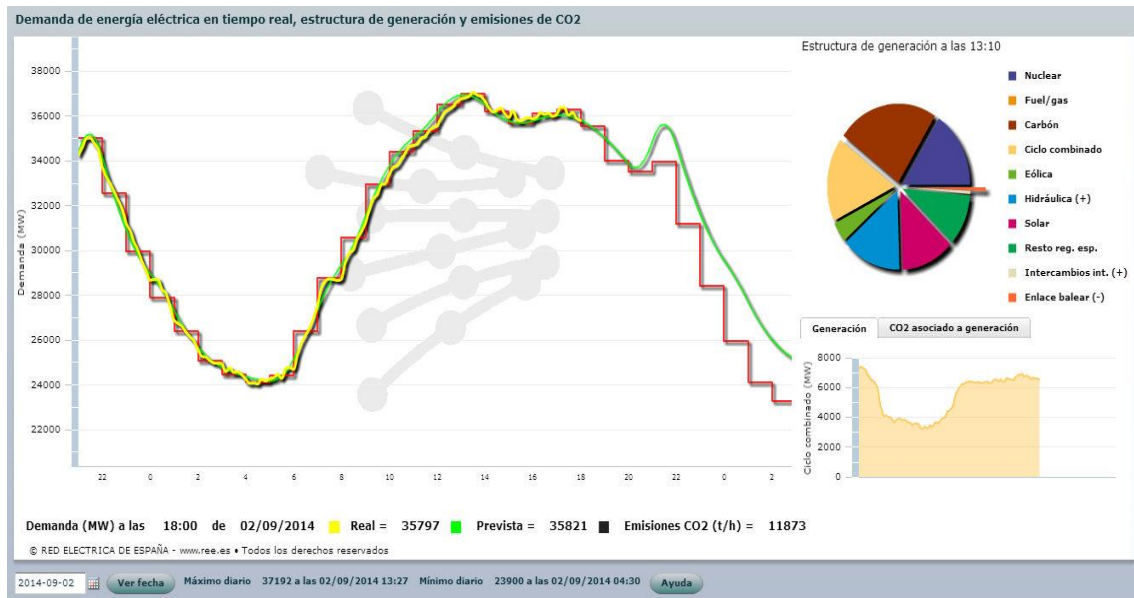 Demanda de energía eléctrica en tiempo real, estructura de generación y emisiones de CO2
Estructura de generación a las 13:10
Nuclear
Fuel/gas
Carbón
Ciclo combinado
Eólica
Hidráulica (+)
Solar
Resto reg. esp.
Intercambios int. (+)
Enlace balear (-)
Demanda (MW)
38000
36000
34000
32000
30000
28000
26000
24000
22000
22 0 2 4 6 8 10 12 14 16 18 20 22 0 2
Generación CO2 asociado a generación
Ciclo combinado (MW)
8000
6000
4000
2000
0
Demanda (MW) a las 18:00 de 02/09/2014 Real = 35797 Prevista = 35821 Emisiones CO2 (t/h) = 11873
© RED ELECTRICA DE ESPAÑA - www.ree.es • Todos los derechos reservados
2014-09-02 Ver fecha Máximo diario 37192 a las 02/09/2014 13:27 Mínimo diario 23900 a las 02/09/2014 04:30 Ayuda